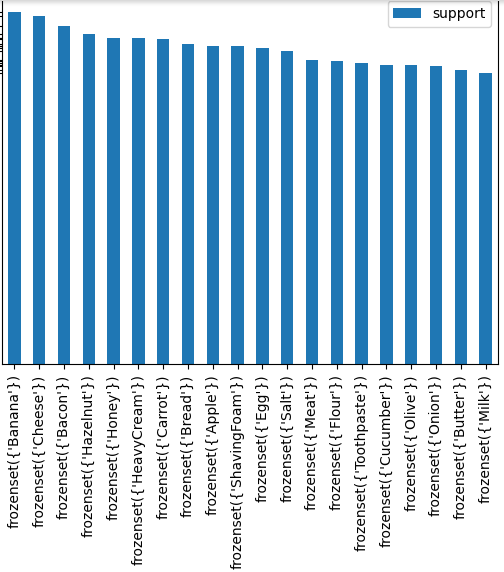 support
frozenset({'Banana'})
frozenset({'Cheese'})
frozenset({'Bacon'})
frozenset({'Hazelnut'})
frozenset({'Honey'})
frozenset({'HeavyCream'})
frozenset({'Carrot'})
frozenset({'Bread'})
frozenset({'Apple'})
frozenset({'ShavingFoam'})
frozenset({'Egg'})
frozenset({'Salt'})
frozenset({'Meat'})
frozenset({'Flour'})
frozenset({'Toothpaste'})
frozenset({'Cucumber'})
frozenset({'Olive'})
frozenset({'Onion'})
frozenset({'Butter'})
frozenset({'Milk'})